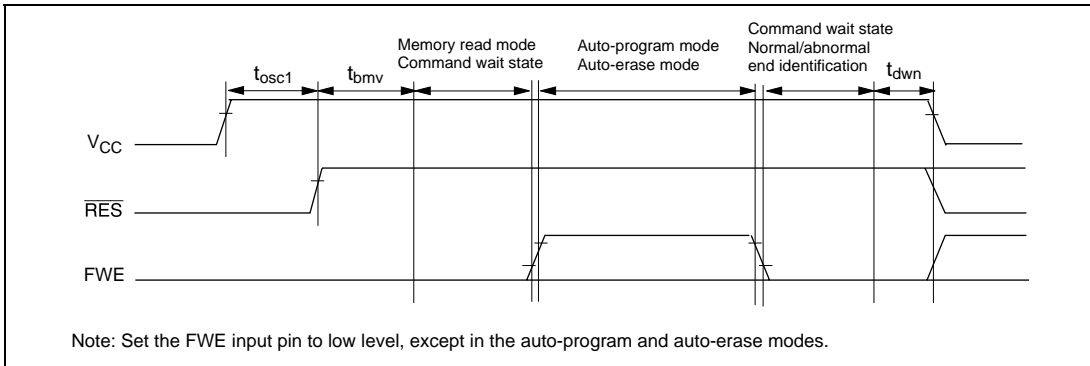 Command wait state
Normal/abnormal
end identification
Memory read mode
Command wait state
Auto-program mode
Auto-erase mode
tosc1
tbmv
tdwn
VCC
RES
FWE
Note: Set the FWE input pin to low level, except in the auto-program and auto-erase modes.